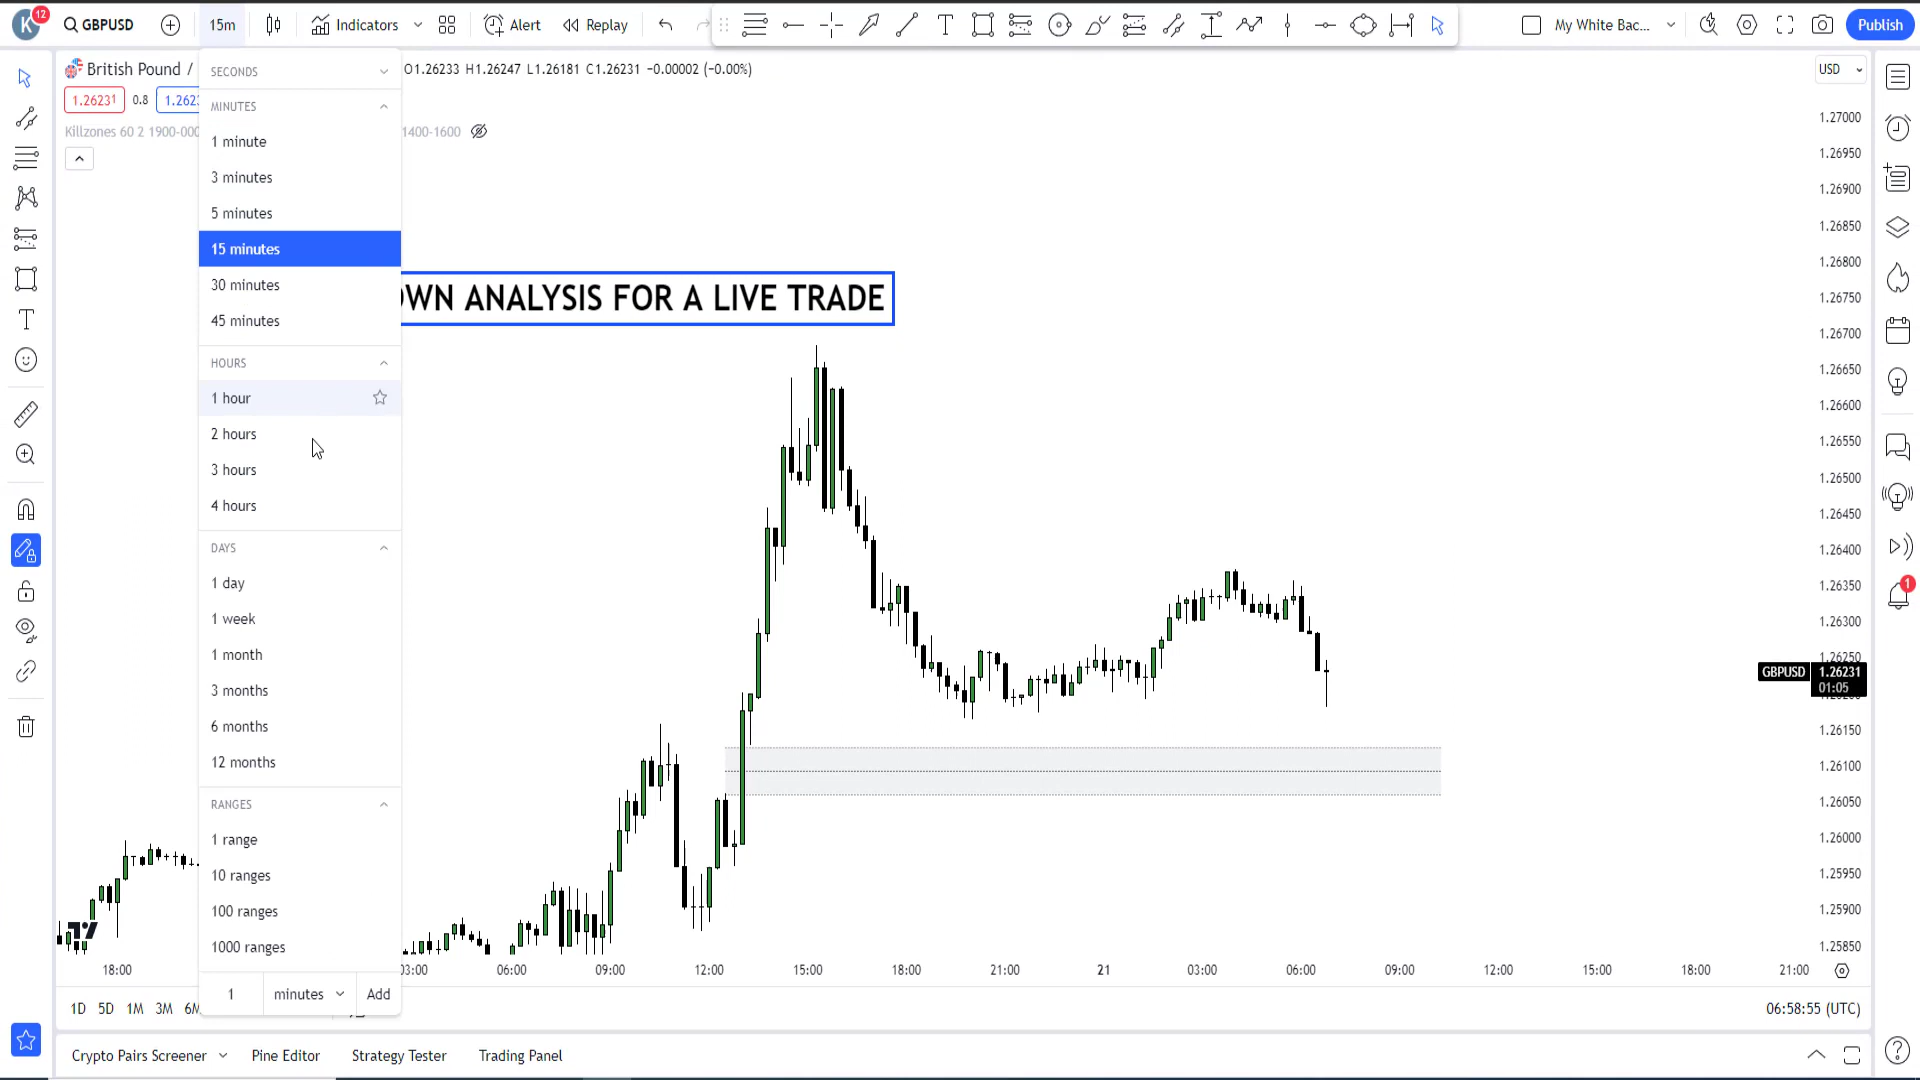 K 12 GBPUSD 15m Indicators Alert Replay My White Bac... Publish
British Pound / O1.26233 H1.26247 L1.26181 C1.26231 −0.00002 (−0.00%) USD
1.26231 0.8 1.2623
Killzones 60 2 1900-000 1400-1600
SECONDS
MINUTES
1 minute
3 minutes
5 minutes
15 minutes
30 minutes
45 minutes
HOURS
1 hour
2 hours
3 hours
4 hours
DAYS
1 day
1 week
1 month
3 months
6 months
12 months
RANGES
1 range
10 ranges
100 ranges
1000 ranges
1 minutes Add
OWN ANALYSIS FOR A LIVE TRADE
1.27000
1.26950
1.26900
1.26850
1.26800
1.26750
1.26700
1.26650
1.26600
1.26550
1.26500
1.26450
1.26400
1.26350
1.26300
1.26250
GBPUSD 1.26231
01:05
1.26150
1.26100
1.26050
1.26000
1.25950
1.25900
1.25850
1
18:00 03:00 06:00 09:00 12:00 15:00 18:00 21:00 21 03:00 06:00 09:00 12:00 15:00 18:00 21:00
1D 5D 1M 3M 6M 06:58:55 (UTC)
Crypto Pairs Screener Pine Editor Strategy Tester Trading Panel